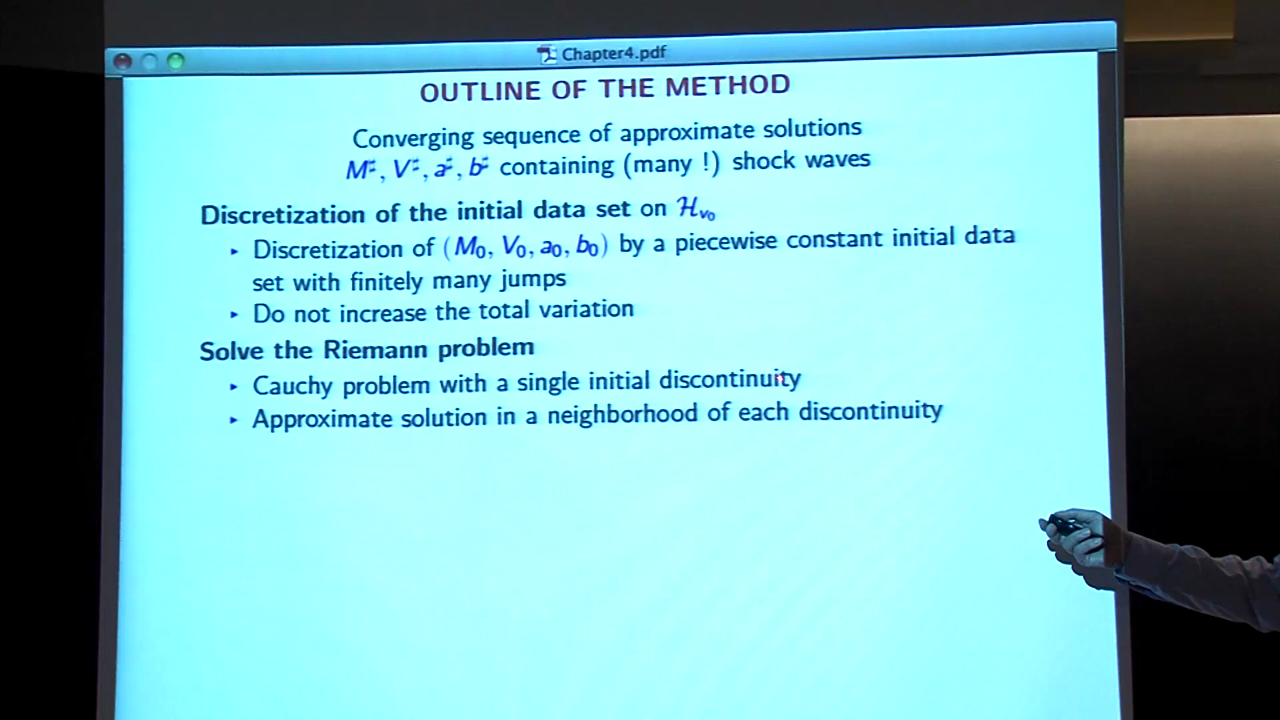 Chapter4.pdf
OUTLINE OF THE METHOD
Converging sequence of approximate solutions
M♯, V♯, a♯, b♯ containing (many !) shock waves
Discretization of the initial data set on ℋv₀
▸ Discretization of (M₀, V₀, a₀, b₀) by a piecewise constant initial data
set with finitely many jumps
▸ Do not increase the total variation
Solve the Riemann problem
▸ Cauchy problem with a single initial discontinuity
▸ Approximate solution in a neighborhood of each discontinuity